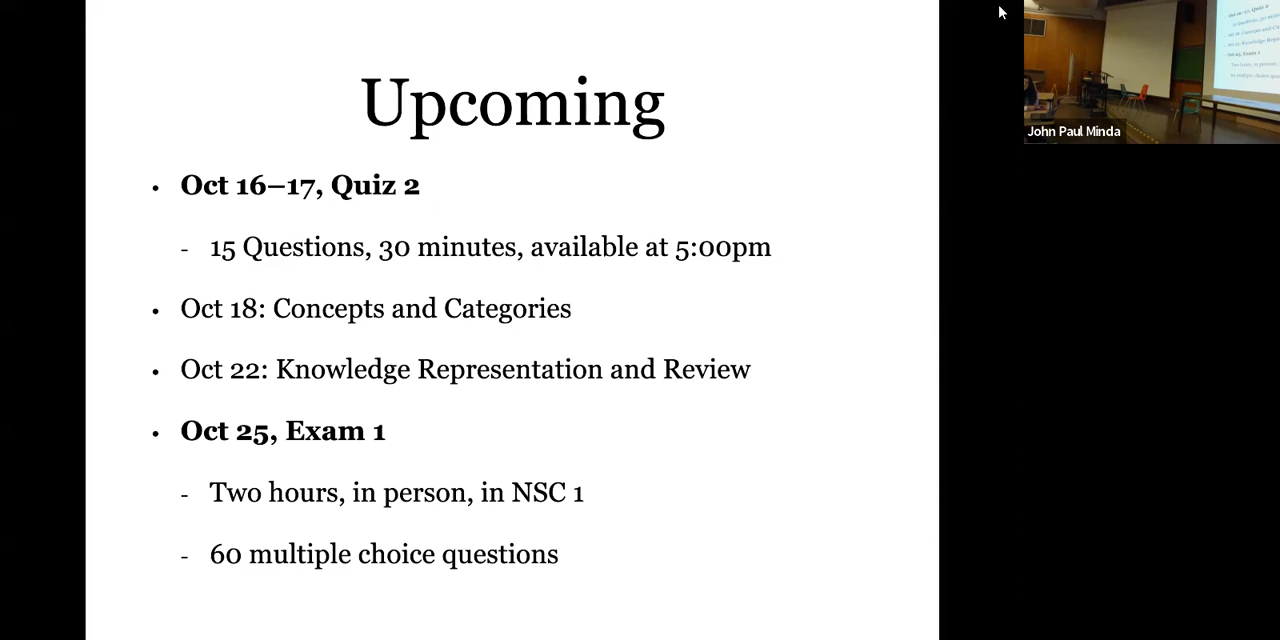 Upcoming
• Oct 16–17, Quiz 2
- 15 Questions, 30 minutes, available at 5:00pm
• Oct 18: Concepts and Categories
• Oct 22: Knowledge Representation and Review
• Oct 25, Exam 1
- Two hours, in person, in NSC 1
- 60 multiple choice questions
John Paul Minda